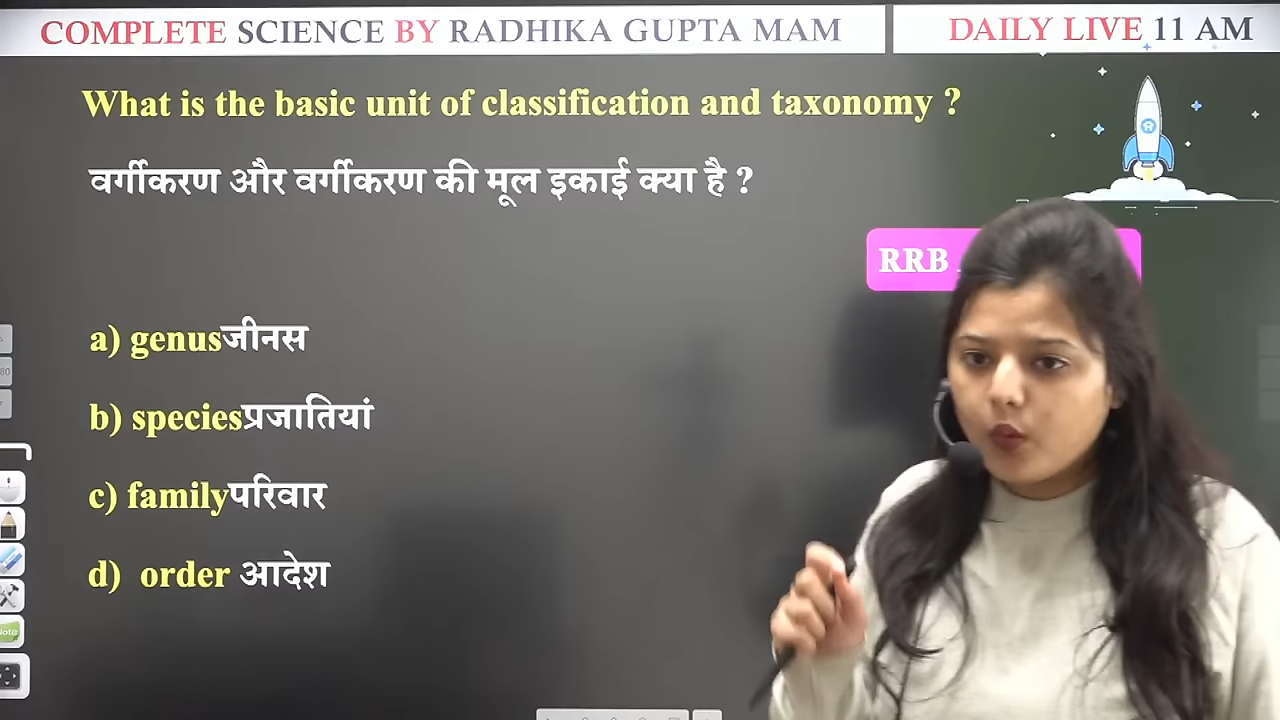 COMPLETE SCIENCE BY RADHIKA GUPTA MAM
DAILY LIVE 11 AM
What is the basic unit of classification and taxonomy ?
वर्गीकरण और वर्गीकरण की मूल इकाई क्या है ?
RRB
a) genusजीनस
b) speciesप्रजातियां
c) familyपरिवार
d) order आदेश
80